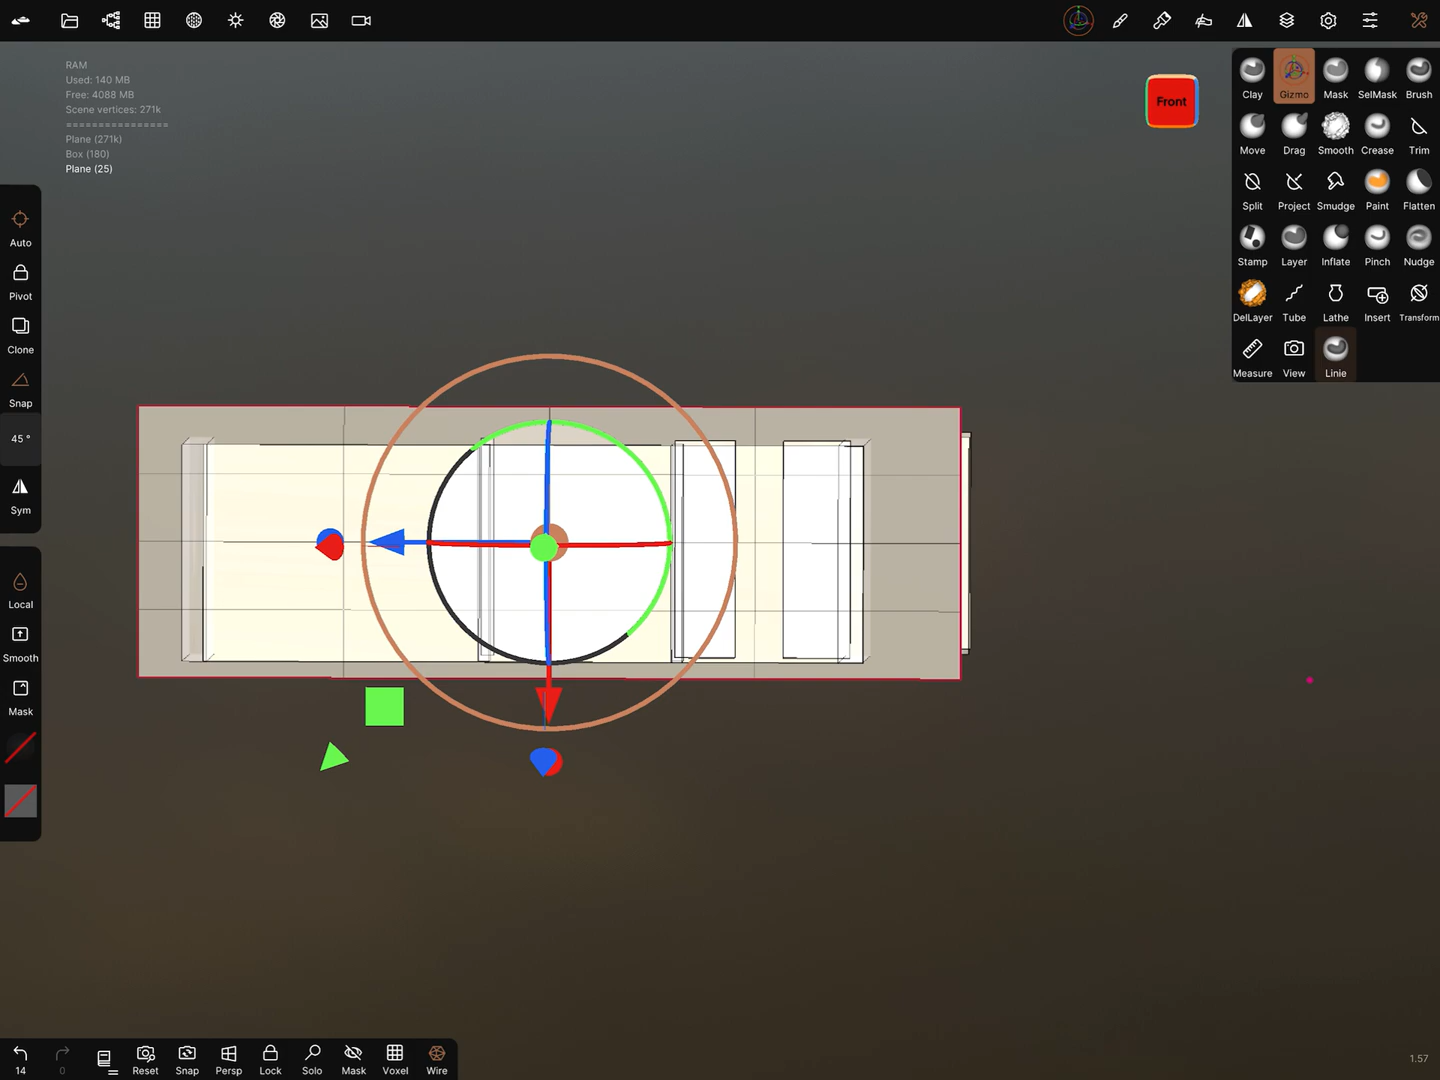 RAM
Used: 140 MB
Free: 4088 MB
Scene vertices: 271k
================
Plane (271k)
Box (180)
Plane (25)
Front
Clay Gizmo Mask SelMask Brush
Move Drag Smooth Crease Trim
Split Project Smudge Paint Flatten
Stamp Layer Inflate Pinch Nudge
DelLayer Tube Lathe Insert Transform
Measure View Linie
Auto
Pivot
Clone
Snap
45 °
Sym
Local
Smooth
Mask
14 0 Reset Snap Persp Lock Solo Mask Voxel Wire
1.57